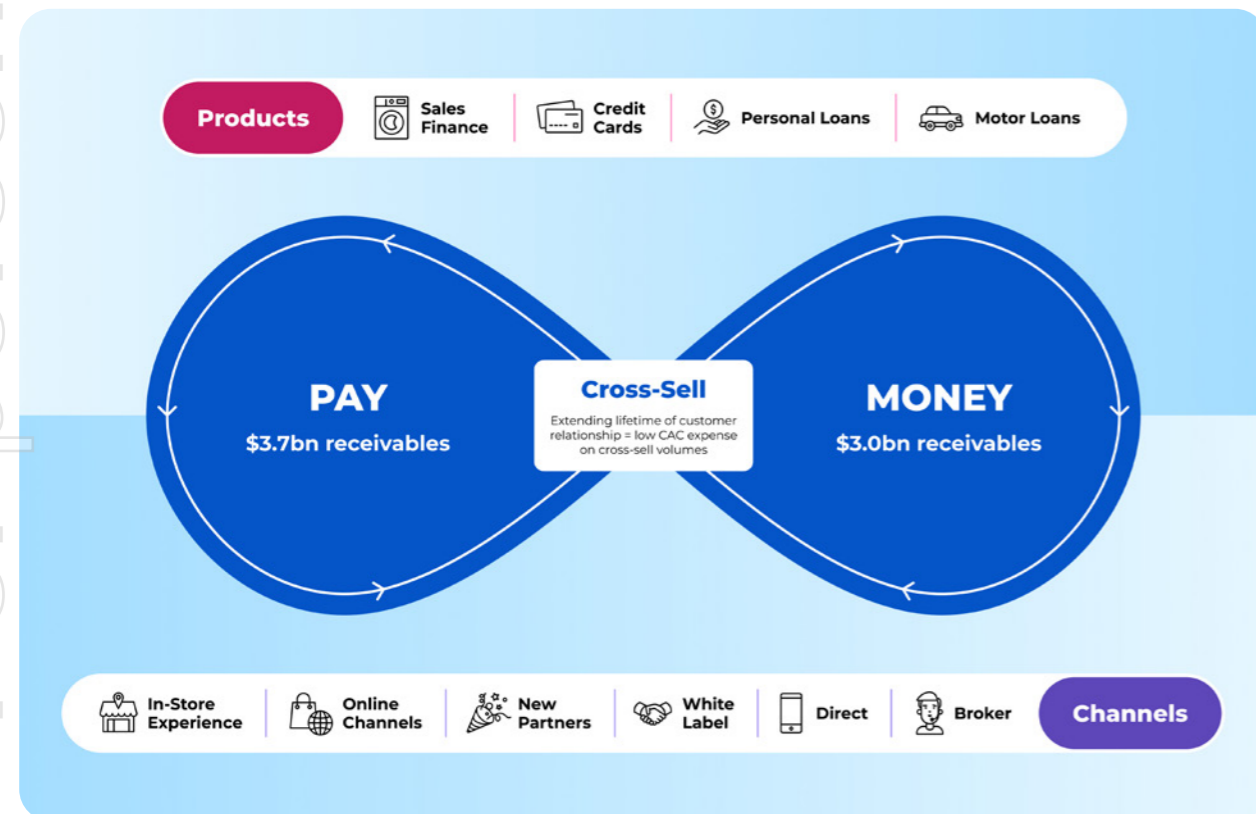 Products
Sales
Finance
Credit
Cards
Personal Loans
Motor Loans
PAY
$3.7bn receivables
Cross-Sell
Extending lifetime of customer
relationship = low CAC expense
on cross-sell volumes
MONEY
$3.0bn receivables
In-Store
Experience
Online
Channels
New
Partners
White
Label
Direct
Broker
Channels